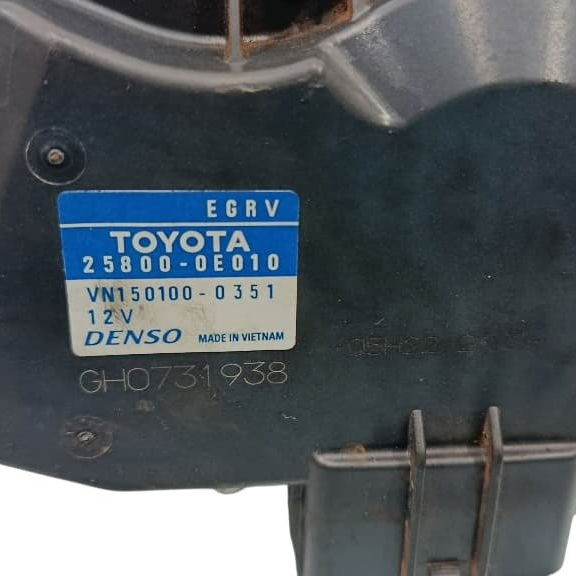 EGRV
TOYOTA
25800-0E010
VN150100-0351
12V
DENSO MADE IN VIETNAM
GH0731938